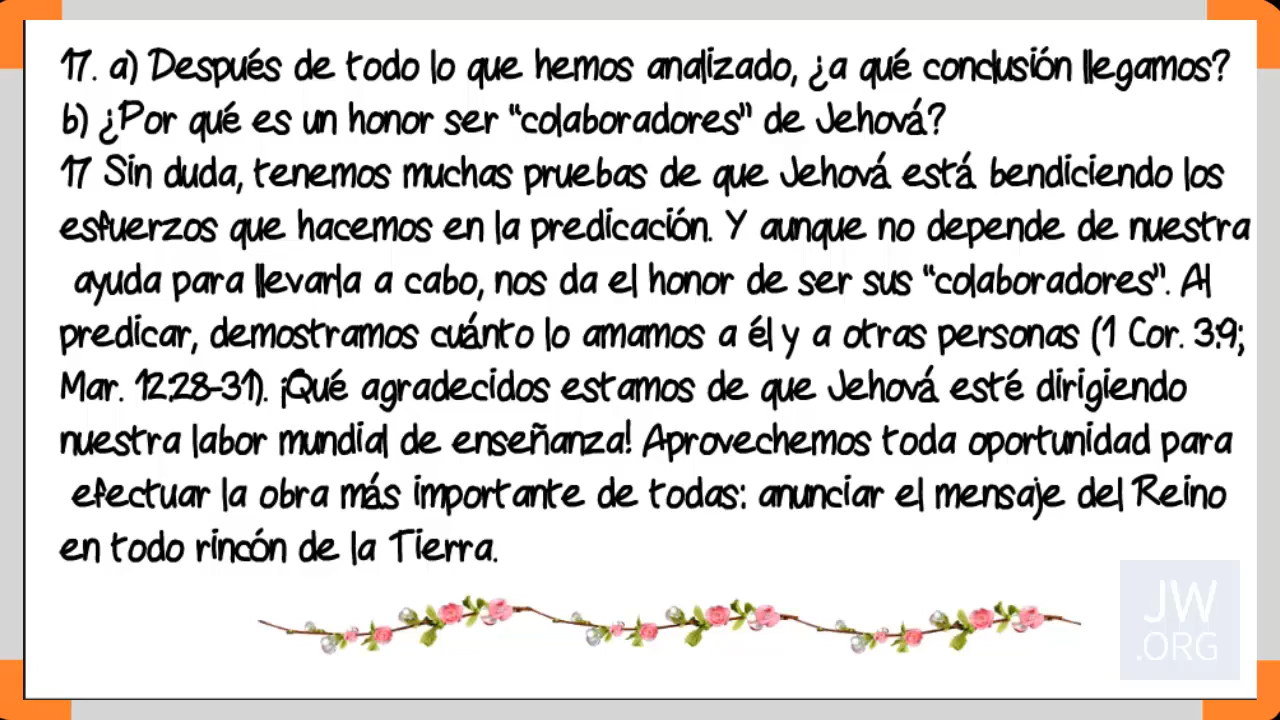 17. a) Después de todo lo que hemos analizado, ¿a qué conclusión llegamos?
b) ¿Por qué es un honor ser “colaboradores” de Jehová?
17 Sin duda, tenemos muchas pruebas de que Jehová está bendiciendo los
esfuerzos que hacemos en la predicación. Y aunque no depende de nuestra
ayuda para llevarla a cabo, nos da el honor de ser sus “colaboradores”. Al
predicar, demostramos cuánto lo amamos a él y a otras personas (1 Cor. 3:9;
Mar. 12:28-31). ¡Qué agradecidos estamos de que Jehová esté dirigiendo
nuestra labor mundial de enseñanza! Aprovechemos toda oportunidad para
efectuar la obra más importante de todas: anunciar el mensaje del Reino
en todo rincón de la Tierra.
JW
.ORG